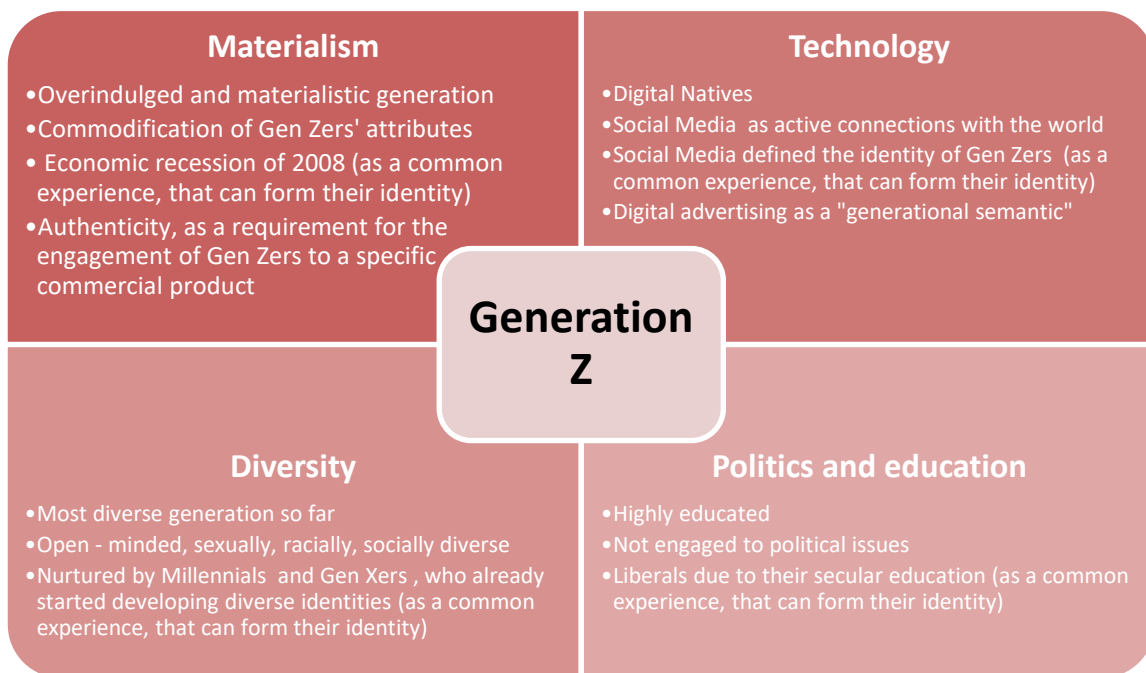 Materialism
•Overindulged and materialistic generation
•Commodification of Gen Zers' attributes
• Economic recession of 2008 (as a common
experience, that can form their identity)
•Authenticity, as a requirement for the
engagement of Gen Zers to a specific
commercial product
Technology
•Digital Natives
•Social Media as active connections with the world
•Social Media defined the identity of Gen Zers (as a
common experience, that can form their identity)
•Digital advertising as a "generational semantic"
Generation
Z
Diversity
•Most diverse generation so far
•Open - minded, sexually, racially, socially diverse
•Nurtured by Millennials and Gen Xers , who already
started developing diverse identities (as a common
experience, that can form their identity)
Politics and education
•Highly educated
•Not engaged to political issues
•Liberals due to their secular education (as a common
experience, that can form their identity)